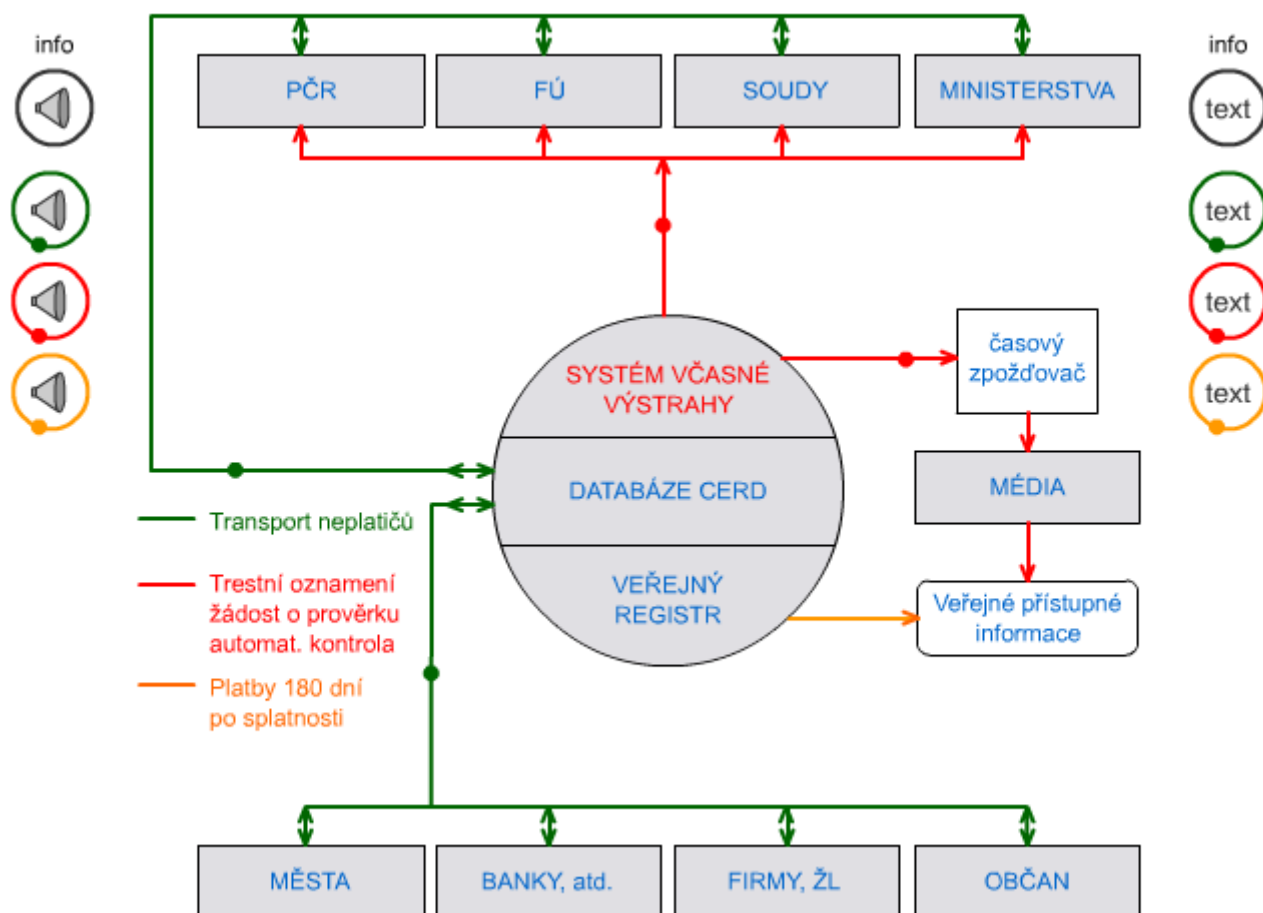 info
info
PČR
FÚ
SOUDY
MINISTERSTVA
text
text
text
text
SYSTÉM VČASNÉ
VÝSTRAHY
časový
zpožďovač
DATABÁZE CERD
MÉDIA
Transport neplatičů
Trestní oznamení
žádost o prověrku
automat. kontrola
VEŘEJNÝ
REGISTR
Veřejné přístupné
informace
Platby 180 dní
po splatnosti
MĚSTA
BANKY, atd.
FIRMY, ŽL
OBČAN